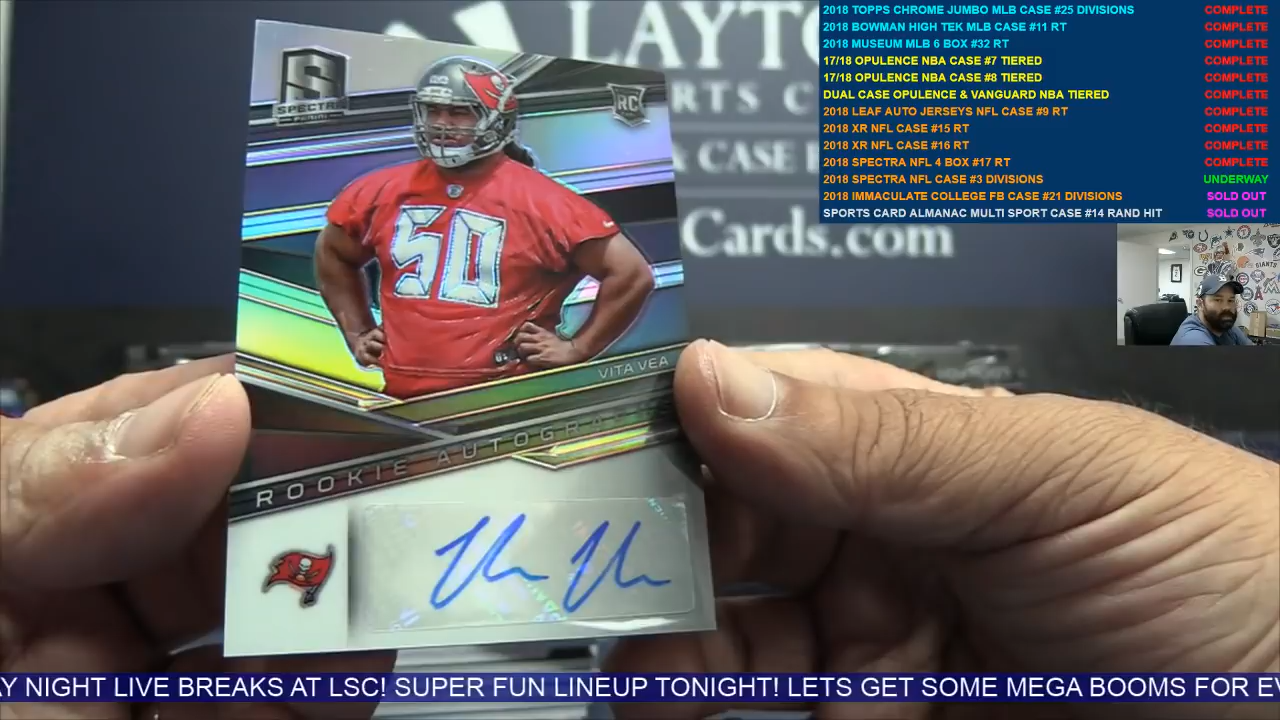 2018 TOPPS CHROME JUMBO MLB CASE #25 DIVISIONS COMPLETE
2018 BOWMAN HIGH TEK MLB CASE #11 RT COMPLETE
2018 MUSEUM MLB 6 BOX #32 RT COMPLETE
17/18 OPULENCE NBA CASE #7 TIERED COMPLETE
17/18 OPULENCE NBA CASE #8 TIERED COMPLETE
DUAL CASE OPULENCE & VANGUARD NBA TIERED COMPLETE
2018 LEAF AUTO JERSEYS NFL CASE #9 RT COMPLETE
2018 XR NFL CASE #15 RT COMPLETE
2018 XR NFL CASE #16 RT COMPLETE
2018 SPECTRA NFL 4 BOX #17 RT COMPLETE
2018 SPECTRA NFL CASE #3 DIVISIONS UNDERWAY
2018 IMMACULATE COLLEGE FB CASE #21 DIVISIONS SOLD OUT
SPORTS CARD ALMANAC MULTI SPORT CASE #14 RAND HIT SOLD OUT
LAYTO
RTS C
CASE
Cards.com
S
SPECTRA
PANINI
RC
50
VITA VEA
ROOKIE AUTOGRA
Y NIGHT LIVE BREAKS AT LSC! SUPER FUN LINEUP TONIGHT! LETS GET SOME MEGA BOOMS FOR EV